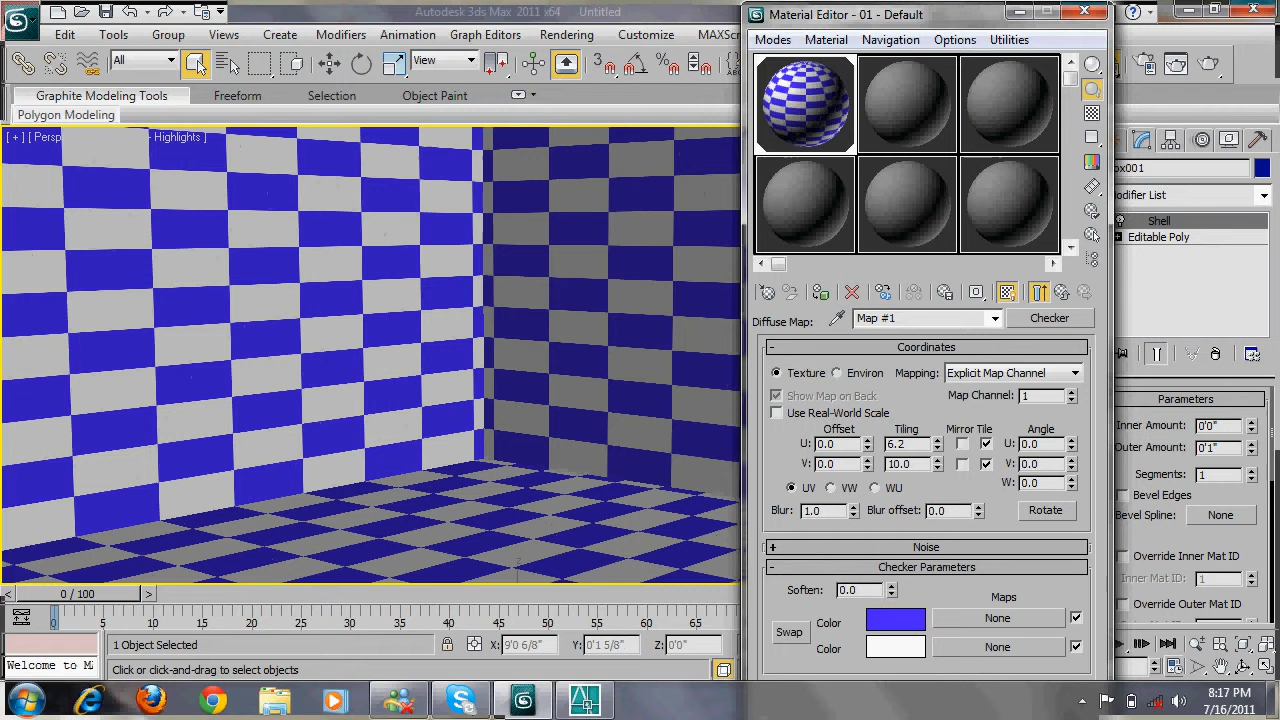 Autodesk 3ds Max 2011 x64 Untitled
Edit Tools Group Views Create Modifiers Animation Graph Editors Rendering Customize MAXScr
All View 3
Graphite Modeling Tools Freeform Selection Object Paint
Polygon Modeling
[ + ] [ Persp - Highlights ]
Material Editor - 01 - Default
Modes Material Navigation Options Utilities
Diffuse Map: Map #1 Checker
- Coordinates
Texture Environ Mapping: Explicit Map Channel
Show Map on Back Map Channel: 1
Use Real-World Scale
Offset Tiling Mirror Tile Angle
U: 0.0 6.2 U: 0.0
V: 0.0 10.0 V: 0.0
W: 0.0
UV VW WU
Blur: 1.0 Blur offset: 0.0 Rotate
+ Noise
- Checker Parameters
Soften: 0.0
Maps
Swap
Color None
Color None
ox001
odifier List
Shell
Editable Poly
Parameters
Inner Amount: 0'0"
Outer Amount: 0'1"
Segments: 1
Bevel Edges
Bevel Spline: None
Override Inner Mat ID
Inner Mat ID: 1
Override Outer Mat ID
< 0 / 100 >
0 5 10 15 20 25 30 35 40 45 50 55 60 65
1 Object Selected X: 9'0 6/8" Y: 0'1 5/8" Z: 0'0"
Welcome to M
Click or click-and-drag to select objects
8:17 PM
7/16/2011